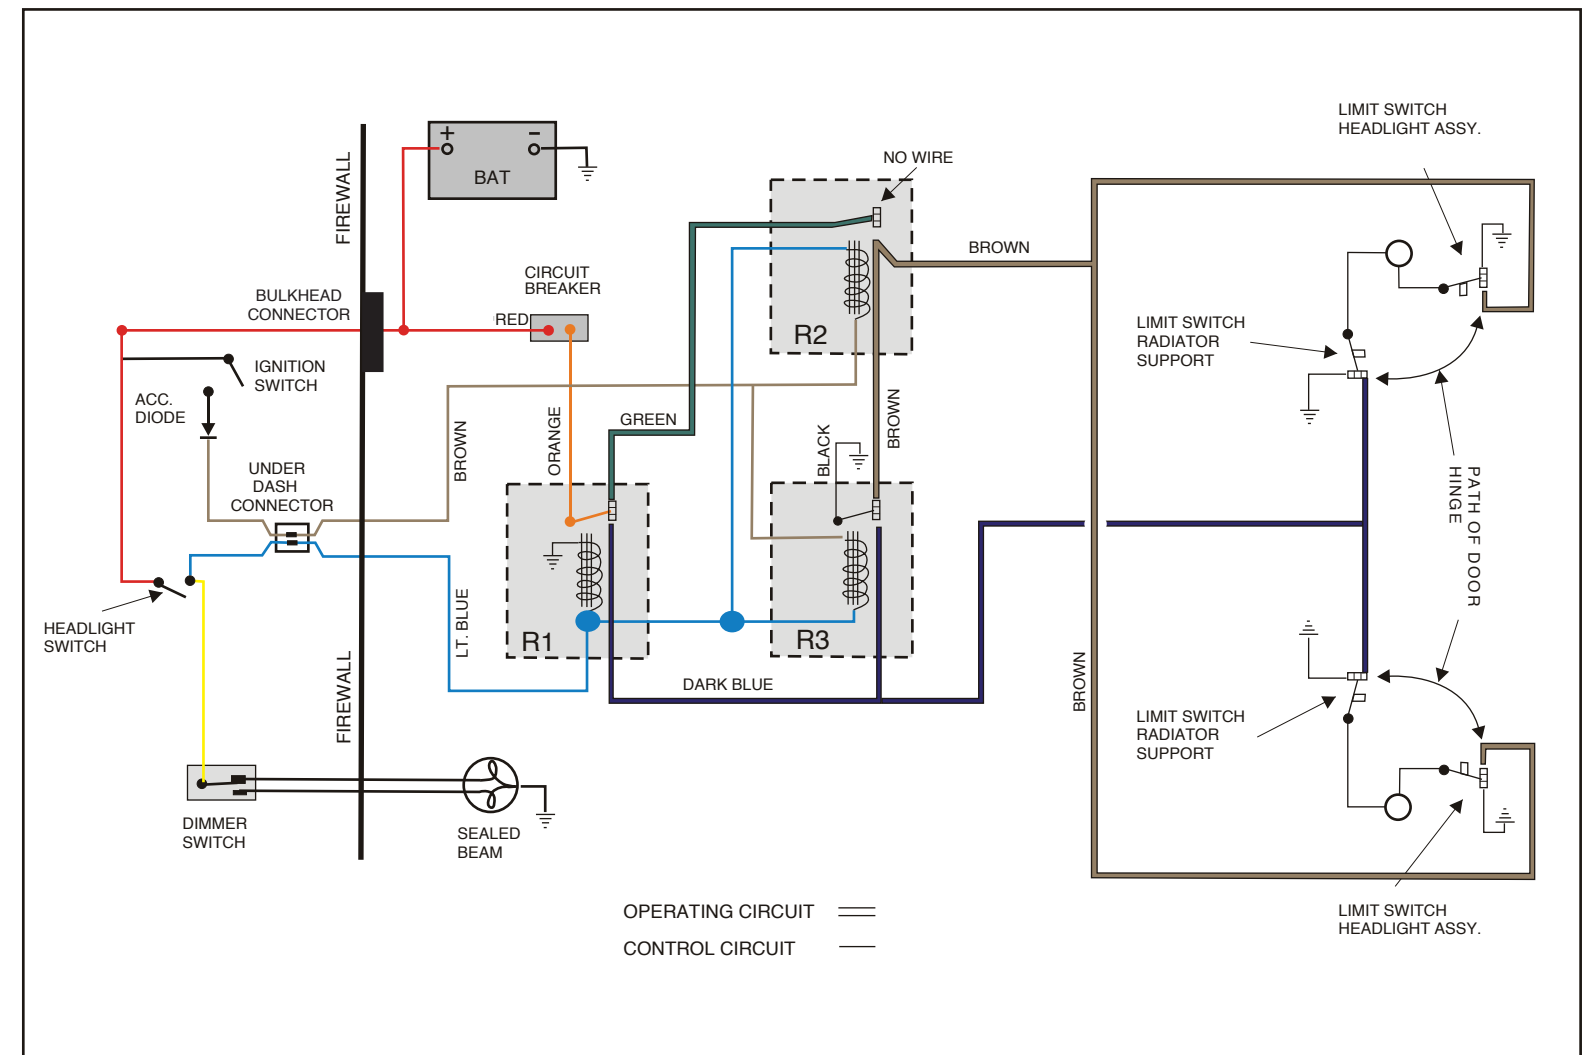 LIMIT SWITCH
HEADLIGHT ASSY.
FIREWALL
+
-
BAT
NO WIRE
BROWN
CIRCUIT
BREAKER
BULKHEAD
CONNECTOR
RED
R2
LIMIT SWITCH
RADIATOR
SUPPORT
IGNITION
SWITCH
ACC.
DIODE
GREEN
ORANGE
BROWN
BLACK
BROWN
UNDER
DASH
CONNECTOR
PATH OF DOOR
HINGE
HEADLIGHT
SWITCH
LT. BLUE
R1
R3
DARK BLUE
FIREWALL
BROWN
LIMIT SWITCH
RADIATOR
SUPPORT
DIMMER
SWITCH
SEALED
BEAM
OPERATING CIRCUIT
CONTROL CIRCUIT
LIMIT SWITCH
HEADLIGHT ASSY.